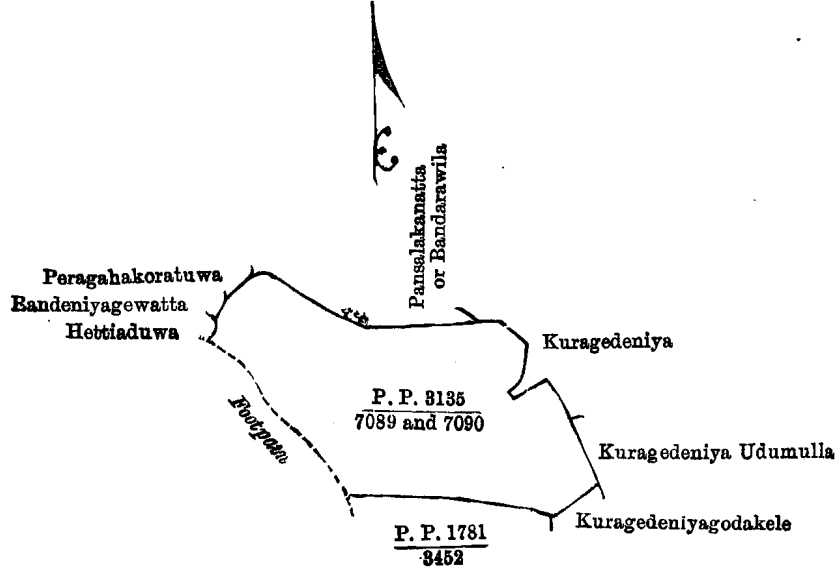 Pansalakanatta
or Bandarawila
Peragahakoratuwa
Bandeniyagewatta
Hettiaduwa
Kuragedeniya
P. P. 3135
7089 and 7090
Footpath
Kuragedeniya Udumulla
Kuragedeniyagodakele
P. P. 1781
3452